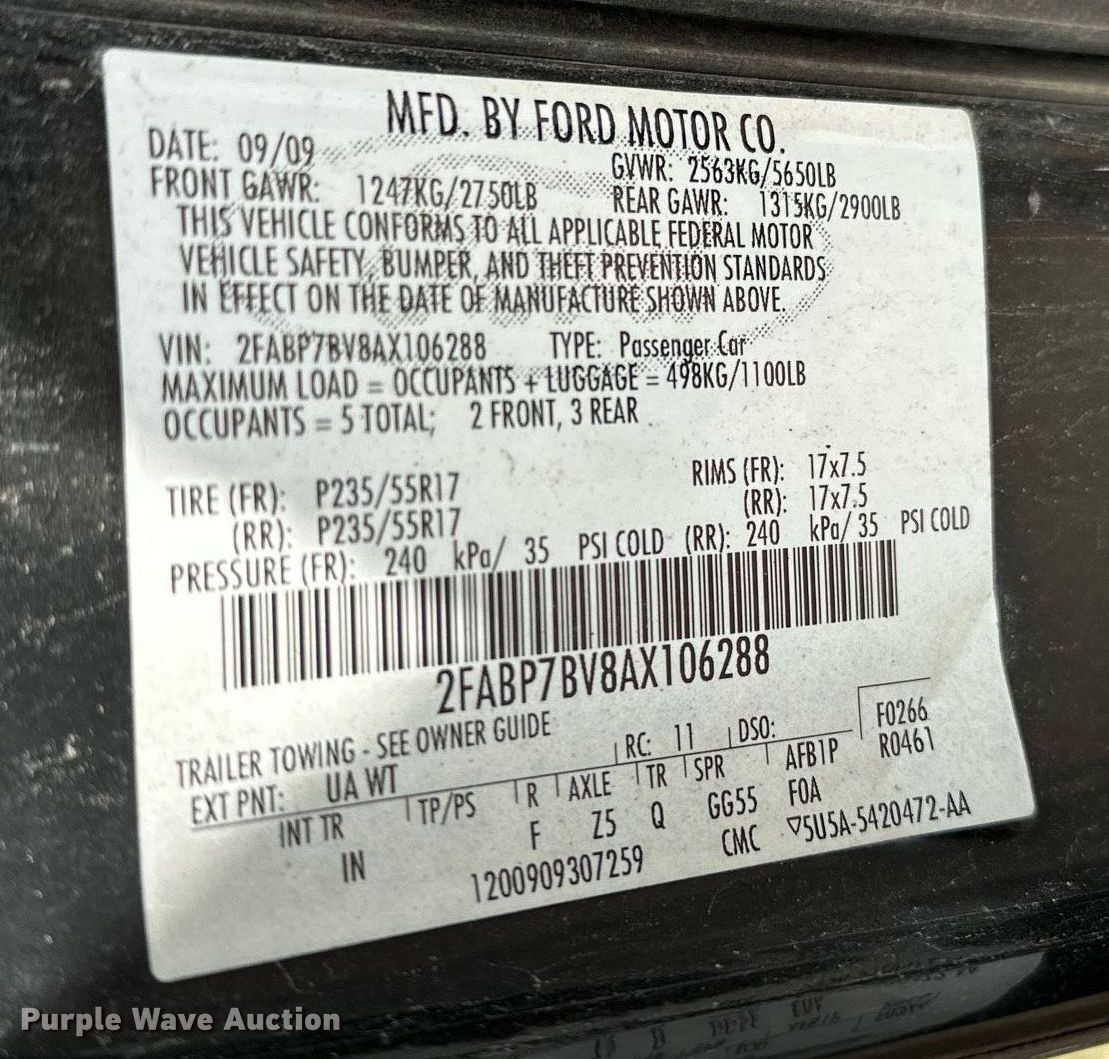 MFD. BY FORD MOTOR CO.
DATE: 09/09 GVWR: 2563KG/5650LB
FRONT GAWR: 1247KG/2750LB REAR GAWR: 1315KG/2900LB
THIS VEHICLE CONFORMS TO ALL APPLICABLE FEDERAL MOTOR
VEHICLE SAFETY, BUMPER, AND THEFT PREVENTION STANDARDS
IN EFFECT ON THE DATE OF MANUFACTURE SHOWN ABOVE.
VIN: 2FABP7BV8AX106288 TYPE: Passenger Car
MAXIMUM LOAD = OCCUPANTS + LUGGAGE = 498KG/1100LB
OCCUPANTS = 5 TOTAL; 2 FRONT, 3 REAR
TIRE (FR): P235/55R17 RIMS (FR): 17x7.5
(RR): P235/55R17 (RR): 17x7.5
PRESSURE (FR): 240 kPa/ 35 PSI COLD (RR): 240 kPa/ 35 PSI COLD
2FABP7BV8AX106288
TRAILER TOWING - SEE OWNER GUIDE
EXT PNT: UA WT RC: 11 DSO: F0266
INT TR TP/PS R AXLE TR SPR AFB1P R0461
IN F Z5 Q GG55 FOA
1200909307259 CMC ▽5U5A-5420472-AA
Purple Wave Auction